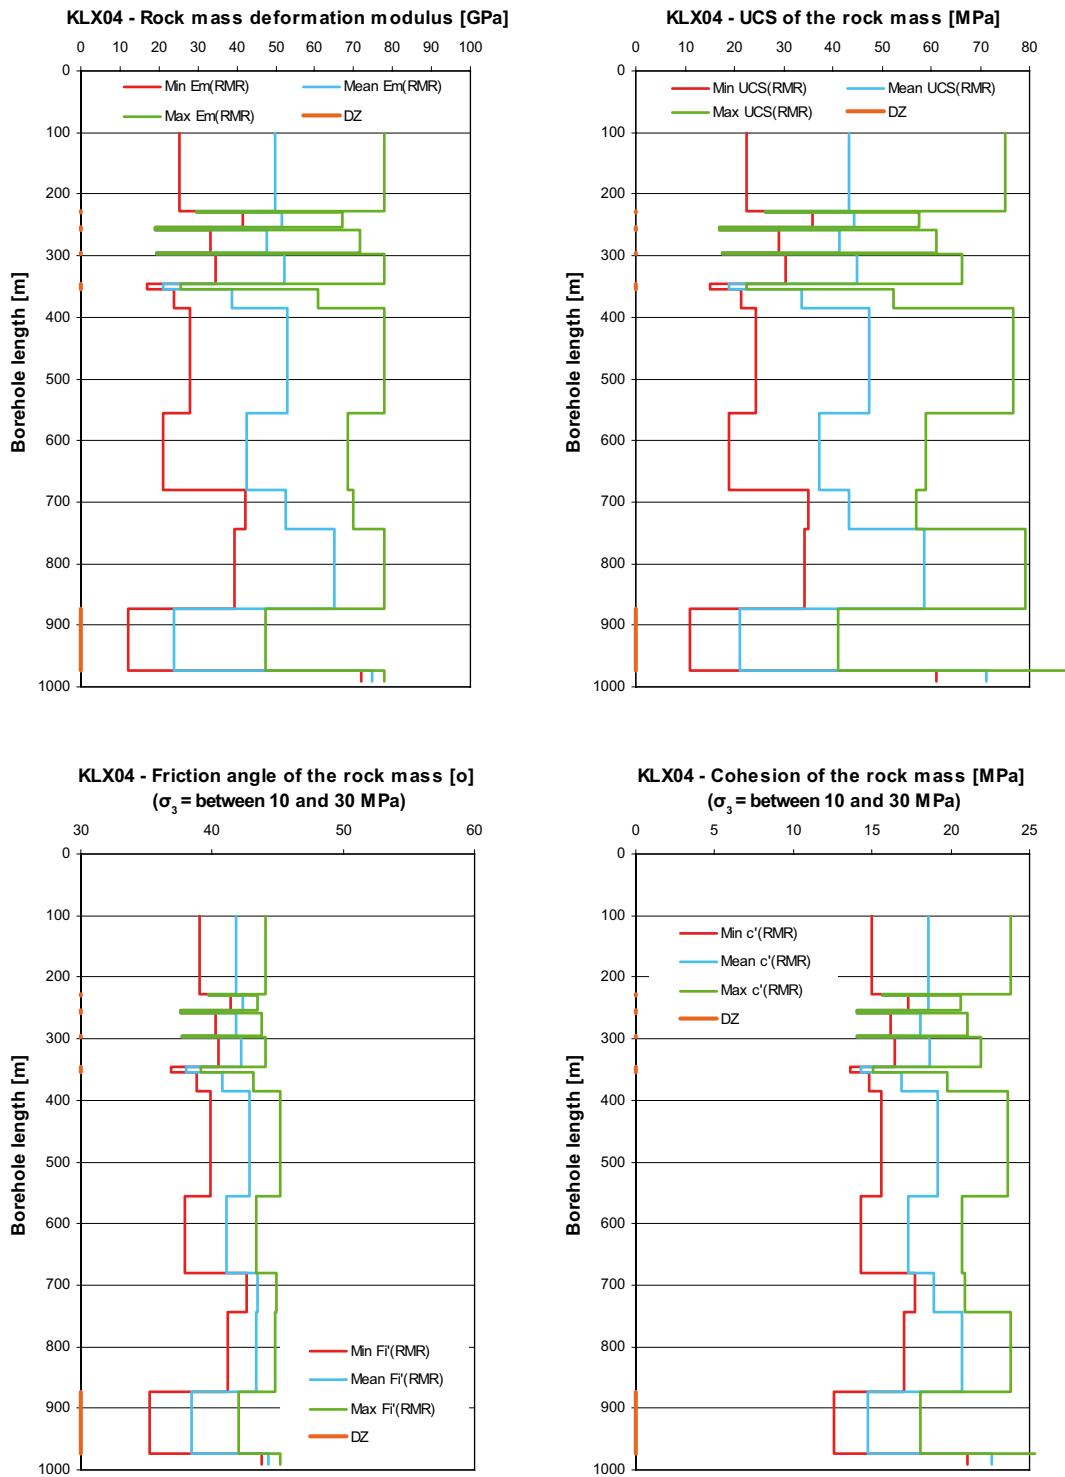 KLX04 - Rock mass deformation modulus [GPa]
0 10 20 30 40 50 60 70 80 90 100
0
100
200
300
400
500
600
700
800
900
1000
Borehole length [m]
Min Em(RMR)
Mean Em(RMR)
Max Em(RMR)
DZ
KLX04 - UCS of the rock mass [MPa]
0 10 20 30 40 50 60 70 80
0
100
200
300
400
500
600
700
800
900
1000
Borehole length [m]
Min UCS(RMR)
Mean UCS(RMR)
Max UCS(RMR)
DZ
KLX04 - Friction angle of the rock mass [o]
(σ3 = between 10 and 30 MPa)
30 40 50 60
0
100
200
300
400
500
600
700
800
900
1000
Borehole length [m]
Min Fi'(RMR)
Mean Fi'(RMR)
Max Fi'(RMR)
DZ
KLX04 - Cohesion of the rock mass [MPa]
(σ3 = between 10 and 30 MPa)
0 5 10 15 20 25
0
100
200
300
400
500
600
700
800
900
1000
Borehole length [m]
Min c'(RMR)
Mean c'(RMR)
Max c'(RMR)
DZ